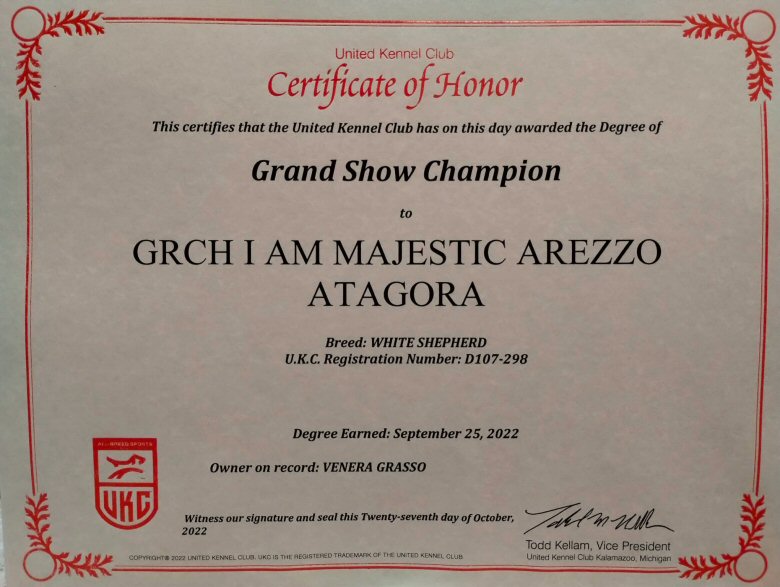 United Kennel Club
Certificate of Honor
This certifies that the United Kennel Club has on this day awarded the Degree of
Grand Show Champion
to
GRCH I AM MAJESTIC AREZZO
ATAGORA
Breed: WHITE SHEPHERD
U.K.C. Registration Number: D107-298
Degree Earned: September 25, 2022
ALL-BREED SPORTS
UKC
Owner on record: VENERA GRASSO
Witness our signature and seal this Twenty-seventh day of October,
2022
Todd Kellam, Vice President
United Kennel Club Kalamazoo, Michigan
COPYRIGHT® 2022 UNITED KENNEL CLUB. UKC IS THE REGISTERED TRADEMARK OF THE UNITED KENNEL CLUB